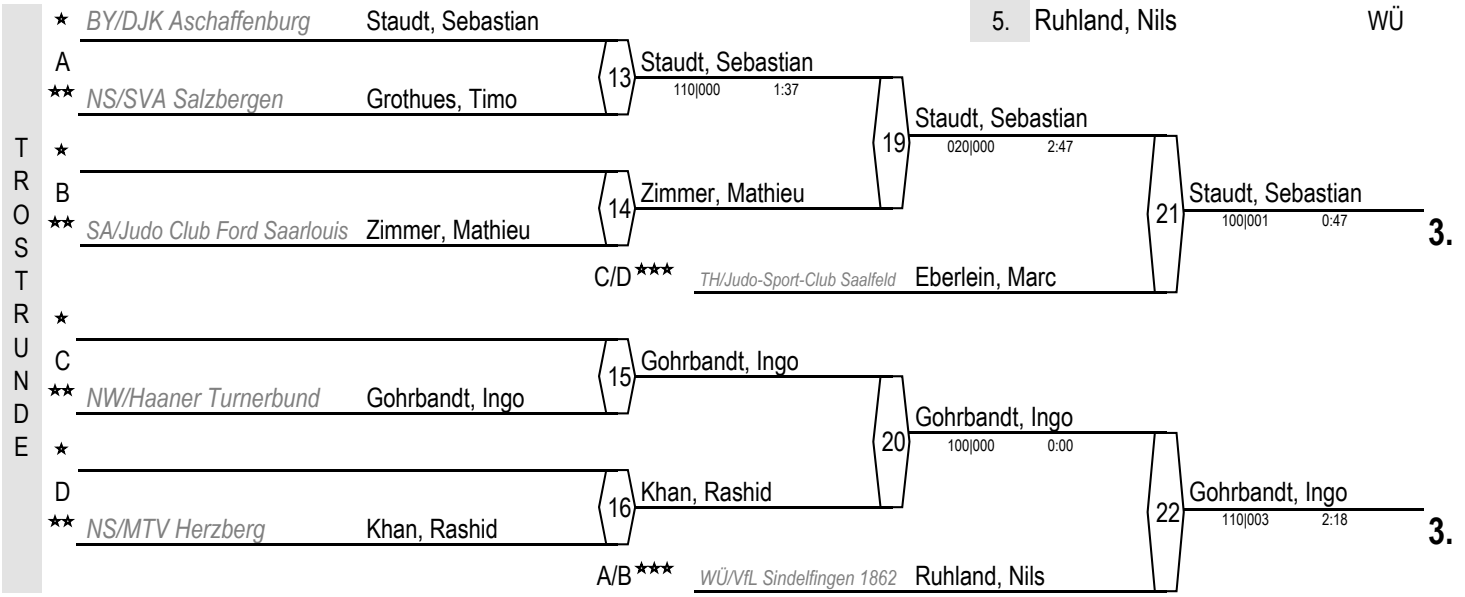 ★ BY/DJK Aschaffenburg Staudt, Sebastian
5. Ruhland, Nils WÜ
A
13 Staudt, Sebastian
110|000 1:37
★★ NS/SVA Salzbergen Grothues, Timo
Staudt, Sebastian
19
020|000 2:47
TROSTRUNDE
★
B
14 Zimmer, Mathieu
Staudt, Sebastian
21
100|001 0:47
★★ SA/Judo Club Ford Saarlouis Zimmer, Mathieu
3.
C/D ★★★ TH/Judo-Sport-Club Saalfeld Eberlein, Marc
★
C
15 Gohrbandt, Ingo
★★ NW/Haaner Turnerbund Gohrbandt, Ingo
Gohrbandt, Ingo
20
100|000 0:00
★
D
16 Khan, Rashid
Gohrbandt, Ingo
22
110|003 2:18
★★ NS/MTV Herzberg Khan, Rashid
3.
A/B ★★★ WÜ/VfL Sindelfingen 1862 Ruhland, Nils